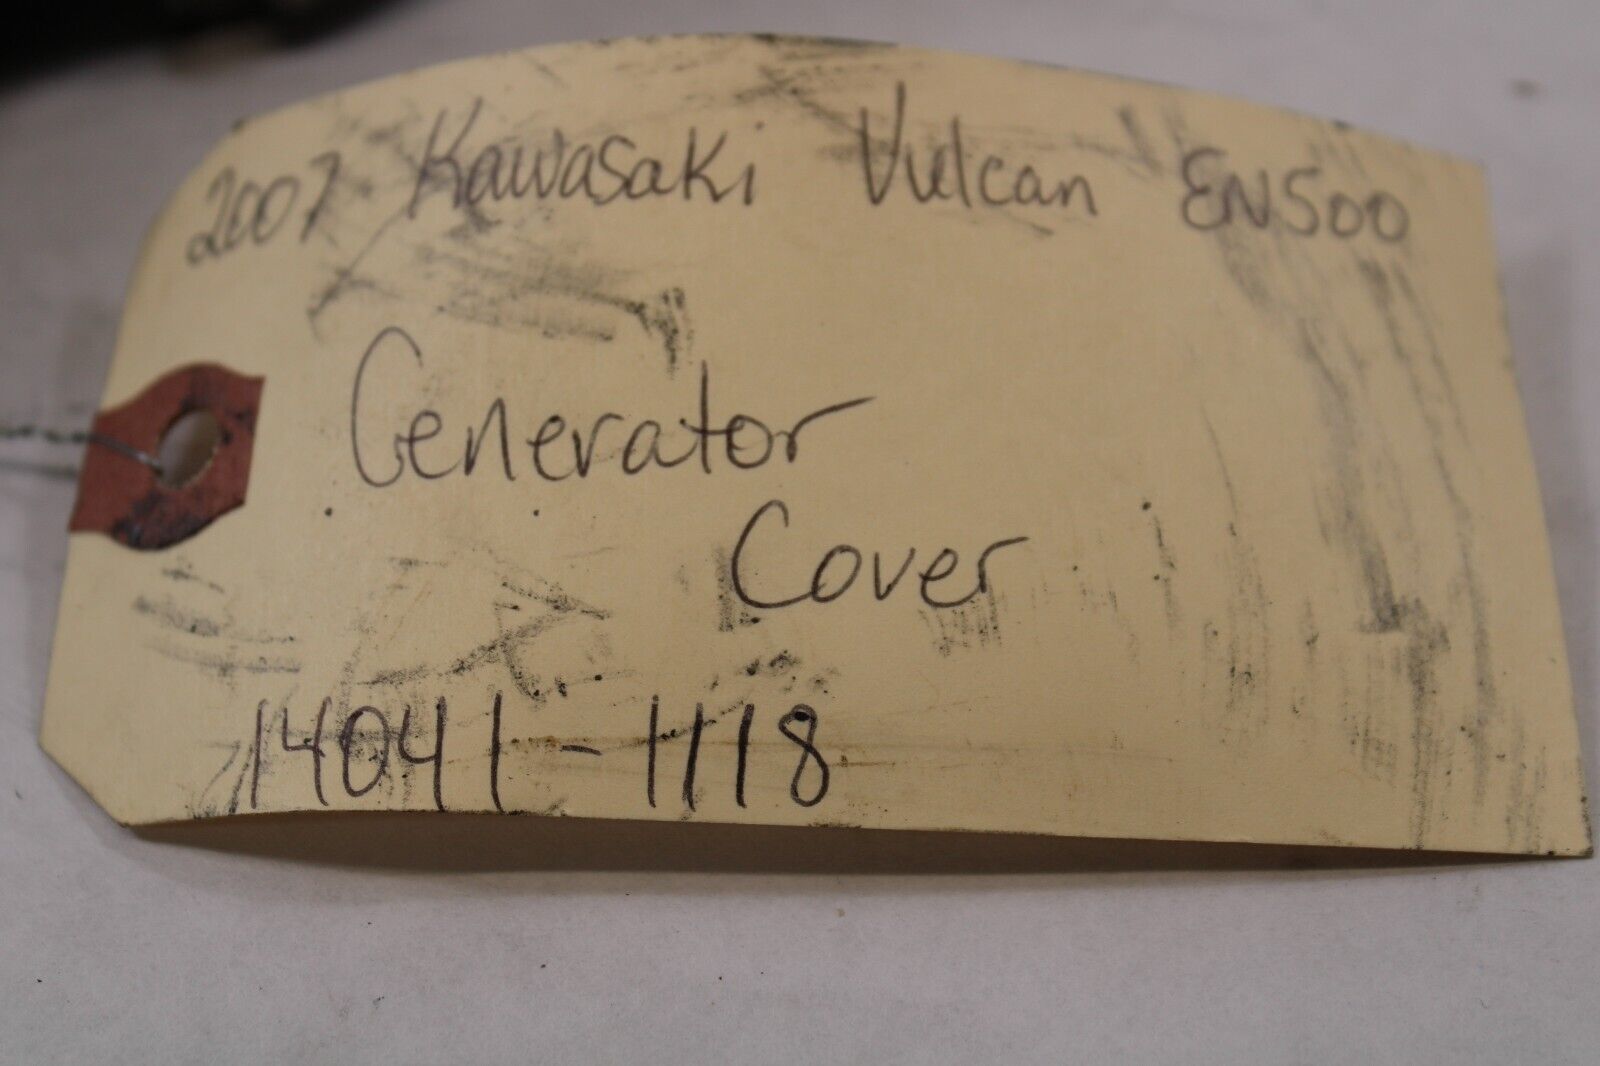 2007 Kawasaki Vulcan EN500
Generator
Cover
14041-1118